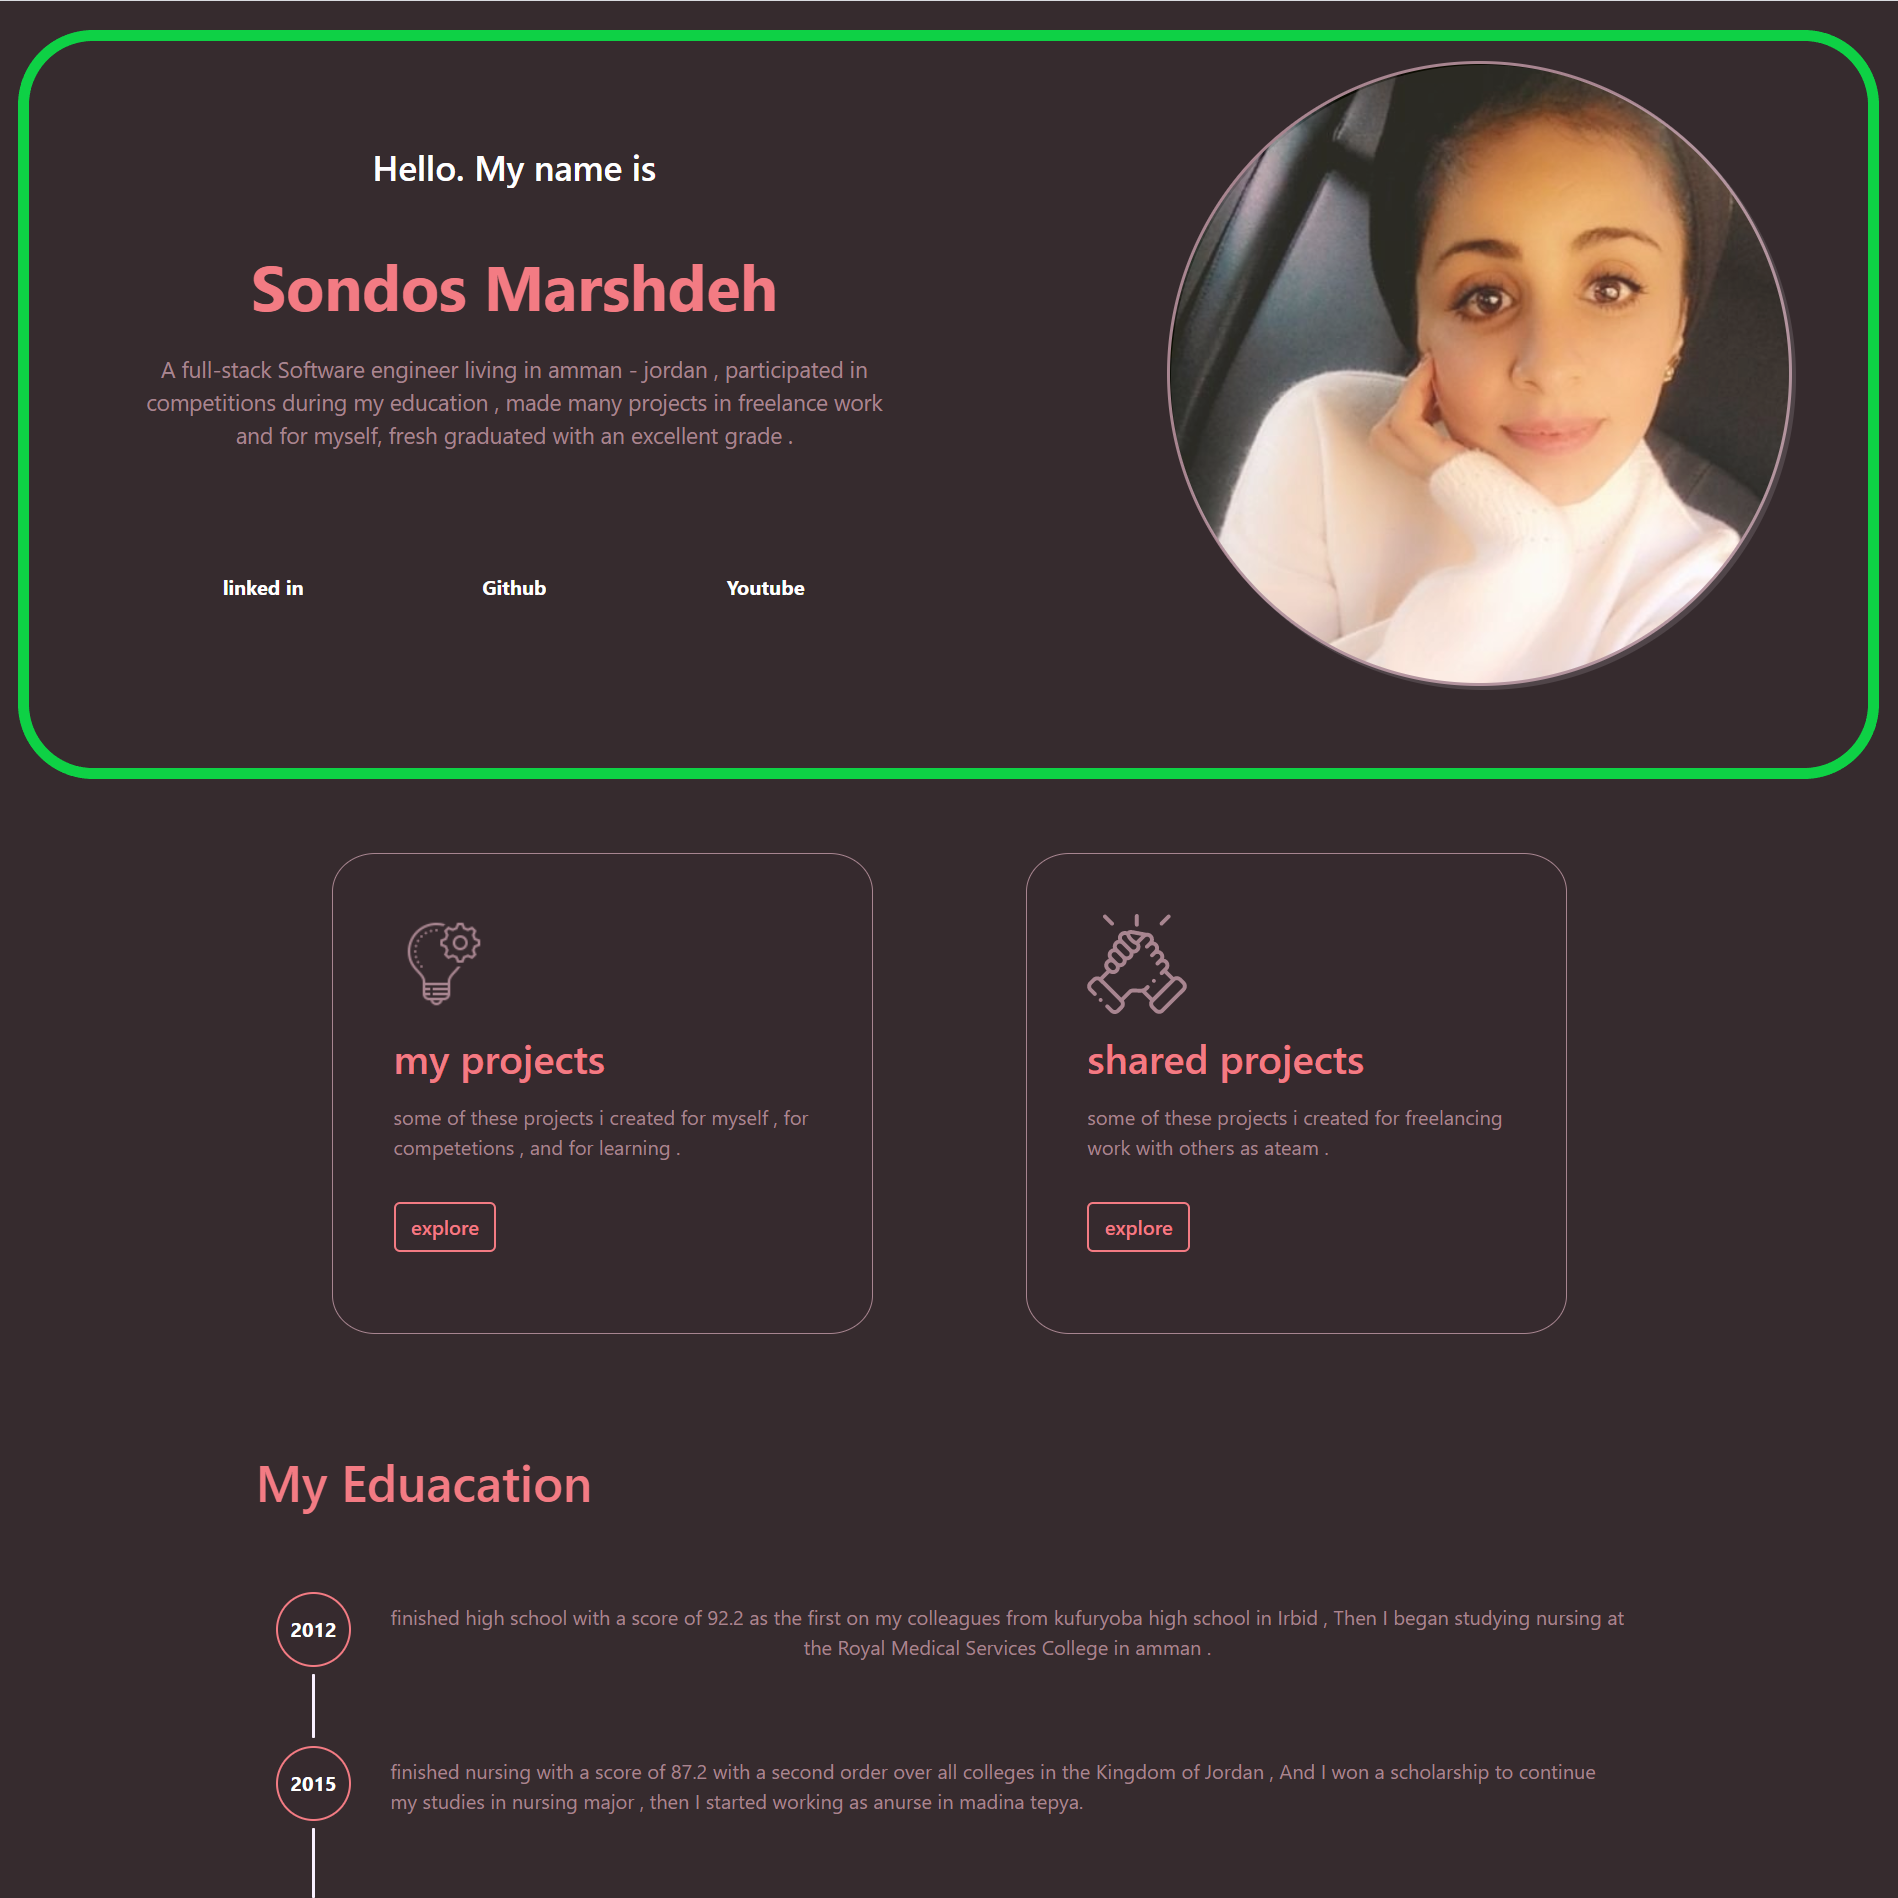 Hello. My name is
Sondos Marshdeh
A full-stack Software engineer living in amman - jordan , participated in
competitions during my education , made many projects in freelance work
and for myself, fresh graduated with an excellent grade .
linked in
Github
Youtube
my projects
some of these projects i created for myself , for
competetions , and for learning .
explore
shared projects
some of these projects i created for freelancing
work with others as ateam .
explore
My Eduacation
2012
finished high school with a score of 92.2 as the first on my colleagues from kufuryoba high school in Irbid , Then I began studying nursing at
the Royal Medical Services College in amman .
2015
finished nursing with a score of 87.2 with a second order over all colleges in the Kingdom of Jordan , And I won a scholarship to continue
my studies in nursing major , then I started working as anurse in madina tepya.